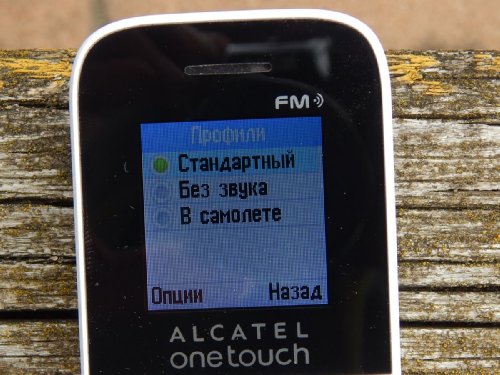 FM
Профили
Стандартный
Без звука
В самолете
Опции Назад
ALCATEL
onetouch